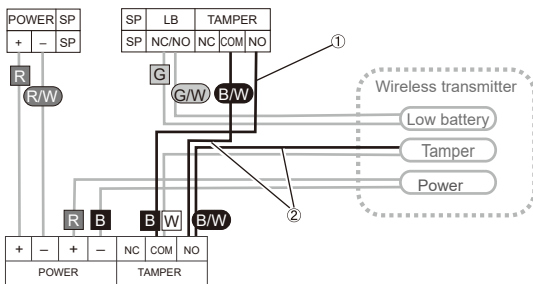 POWER SP SP LB TAMPER
+ – SP SP NC/NO NC COM NO
①
R G
R/W G/W B/W
Wireless transmitter
Low battery
Tamper
Power
②
R B B W B/W
+ – + – NC COM NO
POWER TAMPER